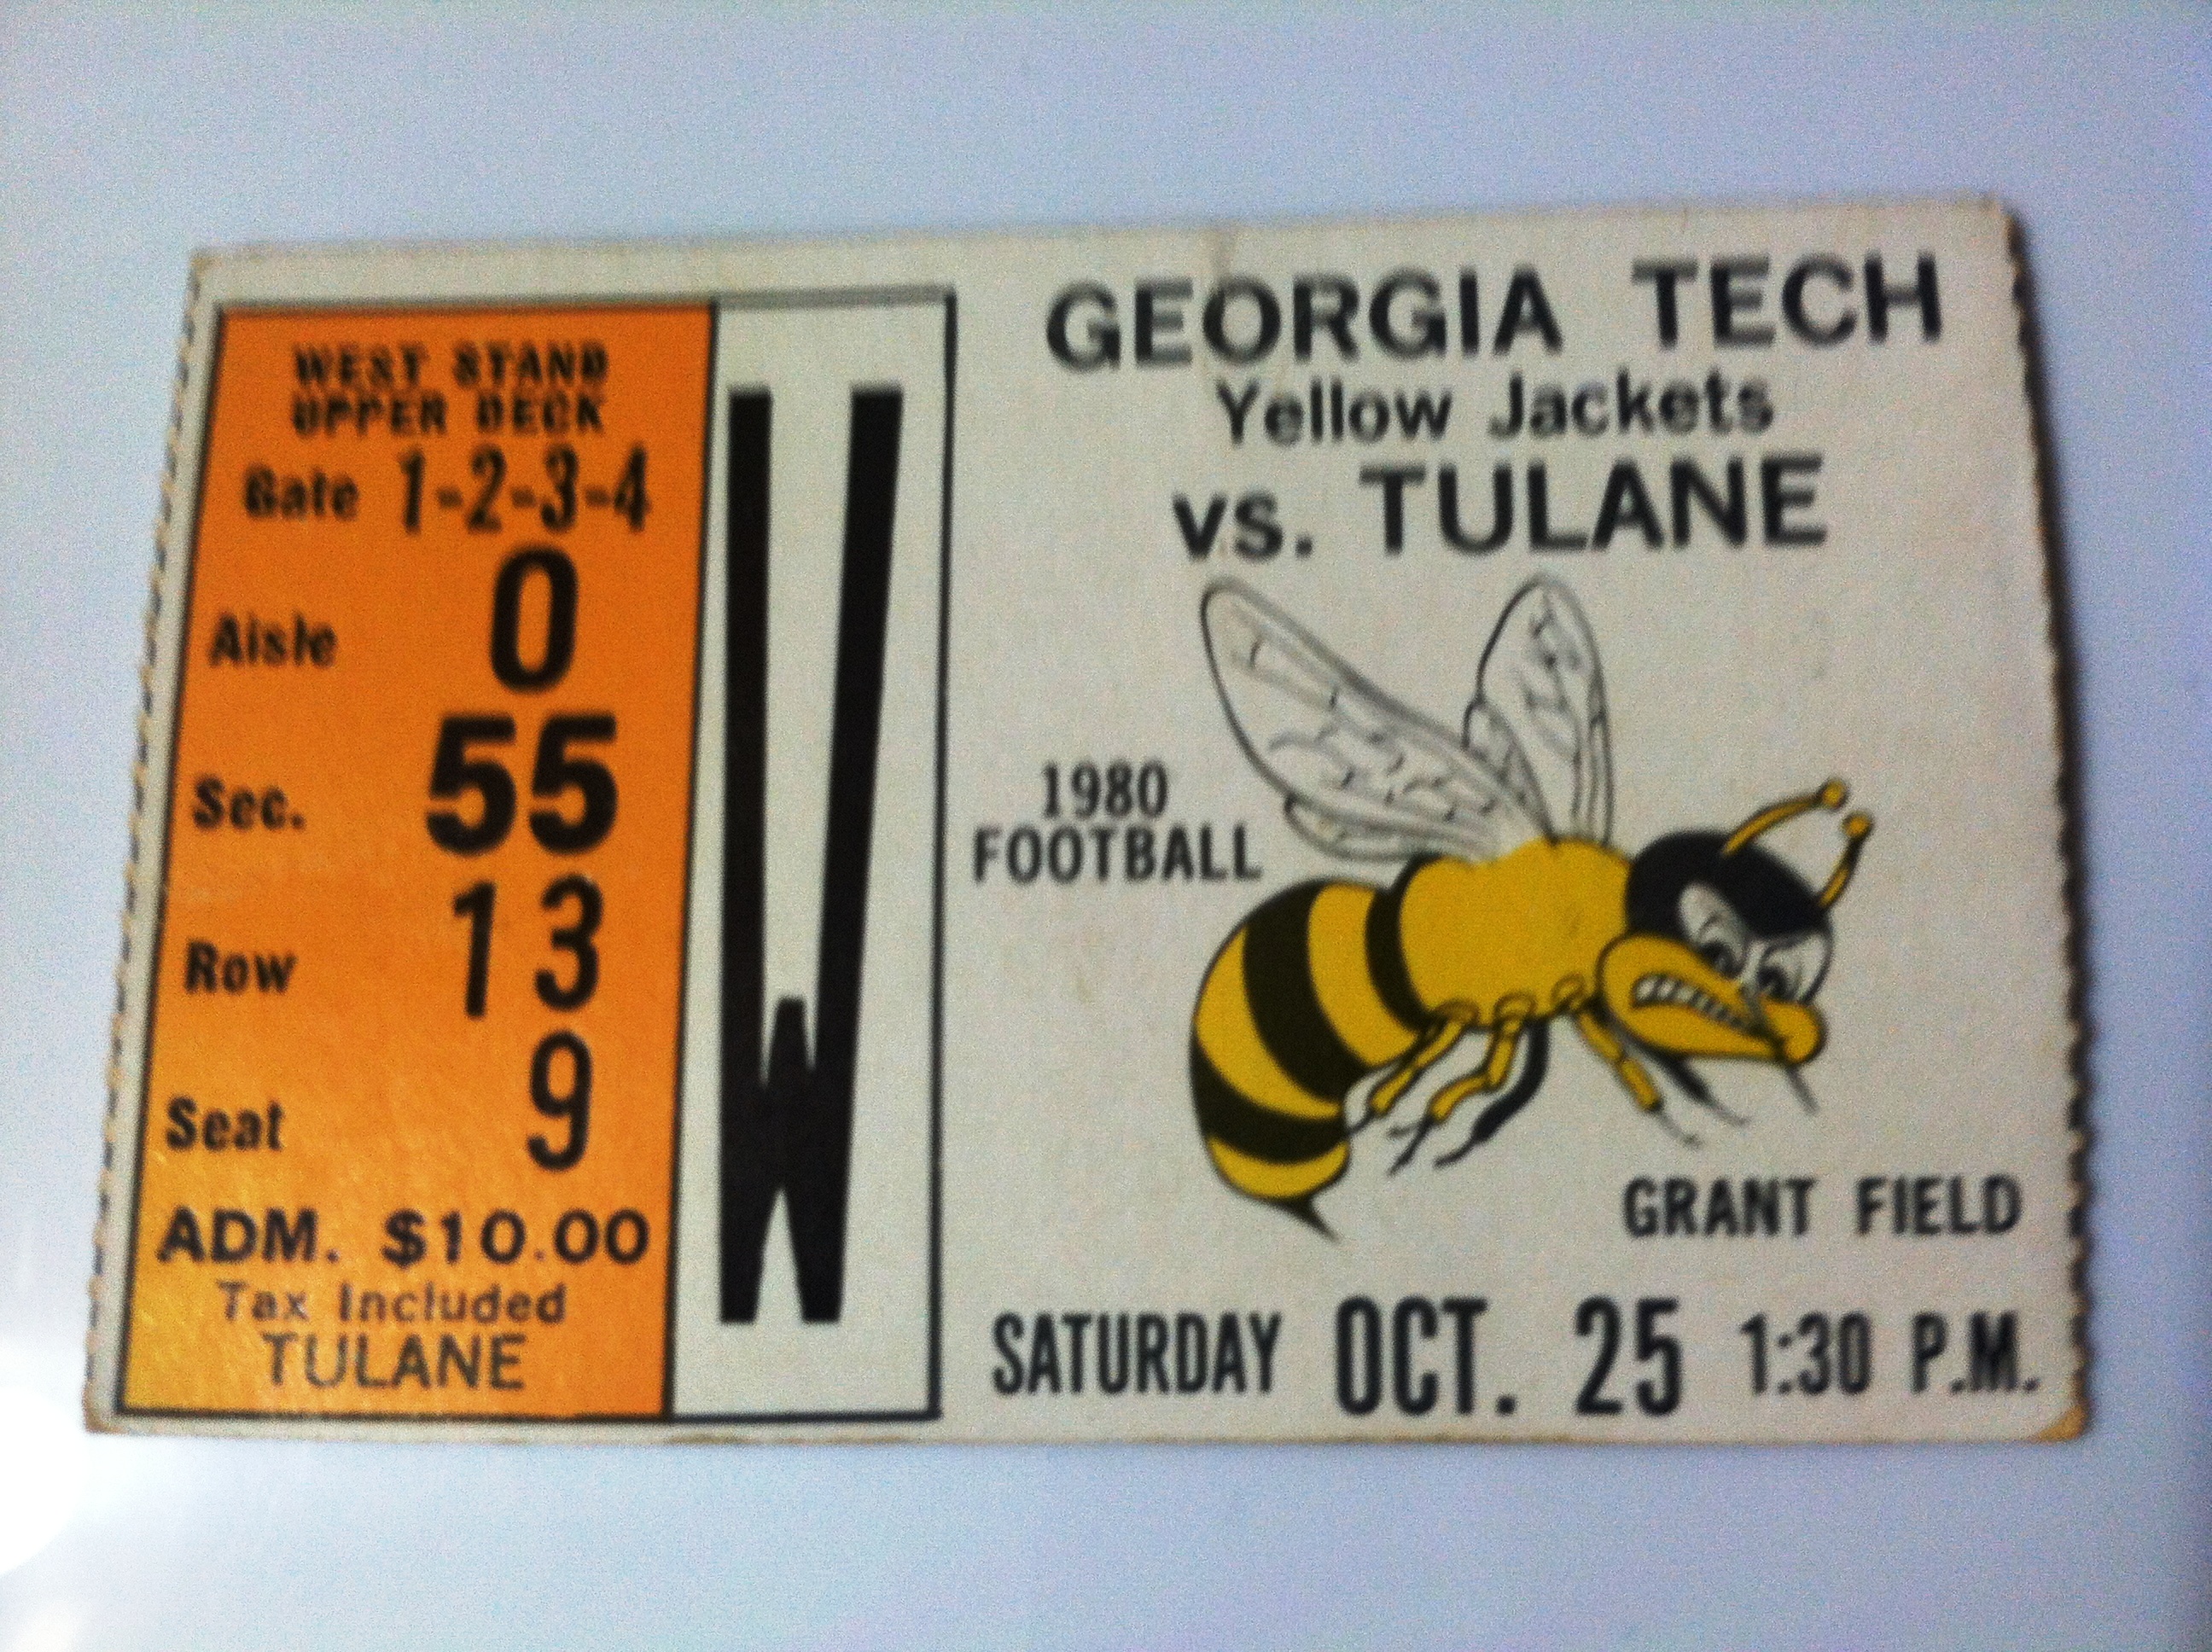 WEST STAND
UPPER DECK
Gate 1-2-3-4
Aisle 0
Sec. 55
Row 13
Seat 9
ADM. $10.00
Tax Included
TULANE
W
GEORGIA TECH
Yellow Jackets
vs. TULANE
1980
FOOTBALL
GRANT FIELD
SATURDAY OCT. 25 1:30 P.M.